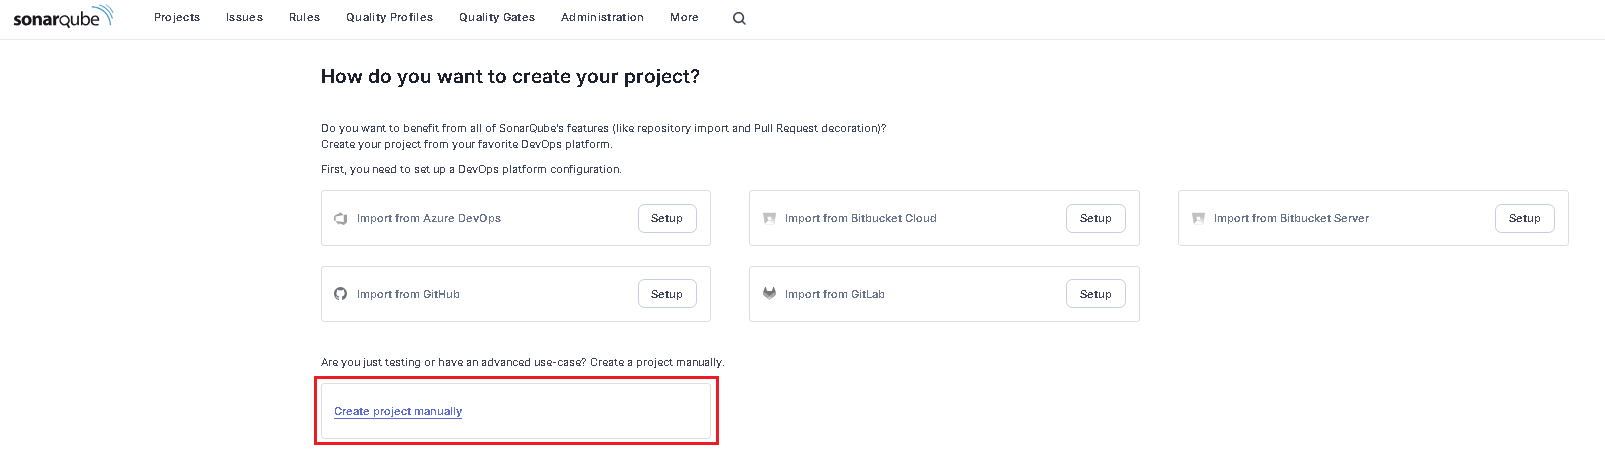 sonarqube Projects Issues Rules Quality Profiles Quality Gates Administration More
How do you want to create your project?
Do you want to benefit from all of SonarQube's features (like repository import and Pull Request decoration)?
Create your project from your favorite DevOps platform.
First, you need to set up a DevOps platform configuration.
Import from Azure DevOps Setup Import from Bitbucket Cloud Setup Import from Bitbucket Server Setup
Import from GitHub Setup Import from GitLab Setup
Are you just testing or have an advanced use-case? Create a project manually.
Create project manually